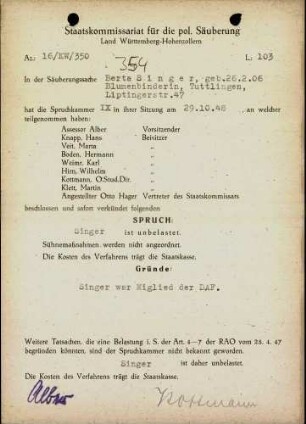 Staatskommissariat für die pol. Säuberung
Land Württemberg-Hohenzollern
Az: 16/KW/350
354
L: 103
In der Säuberungssache Berta Singer, geb.26.2.06
Blumenbinderin, Tuttlingen,
Liptingerstr.47
hat die Spruchkammer IX in ihrer Sitzung am 29.10.48 an welcher
teilgenommen haben:
Assessor Alber Vorsitzender
Knapp, Hans Beisitzer
Veit, Maria "
Boden, Hermann "
Karl "
Him, Wilhelm "
Kottmann, O.Stud.Dir. "
Klett, Martin "
Angestellter Otto Hager Vertreter des Staatskommissars
beschlossen und sofort verkündet folgenden
SPRUCH:
Singer ist unbelastet.
Sühnemaßnahmen werden nicht angeordnet.
Die Kosten des Verfahrens trägt die Staatskasse.
Gründe:
Singer war Miglied der DAF.
Weitere Tatsachen, die eine Belastung i. S. der Art. 4—7 der RAO vom 28. 4. 47
begründen könnten, sind der Spruchkammer nicht bekannt geworden.
Singer ist daher unbelastet.
Die Kosten des Verfahrens trägt die Staatskasse.
Alber Kottmann